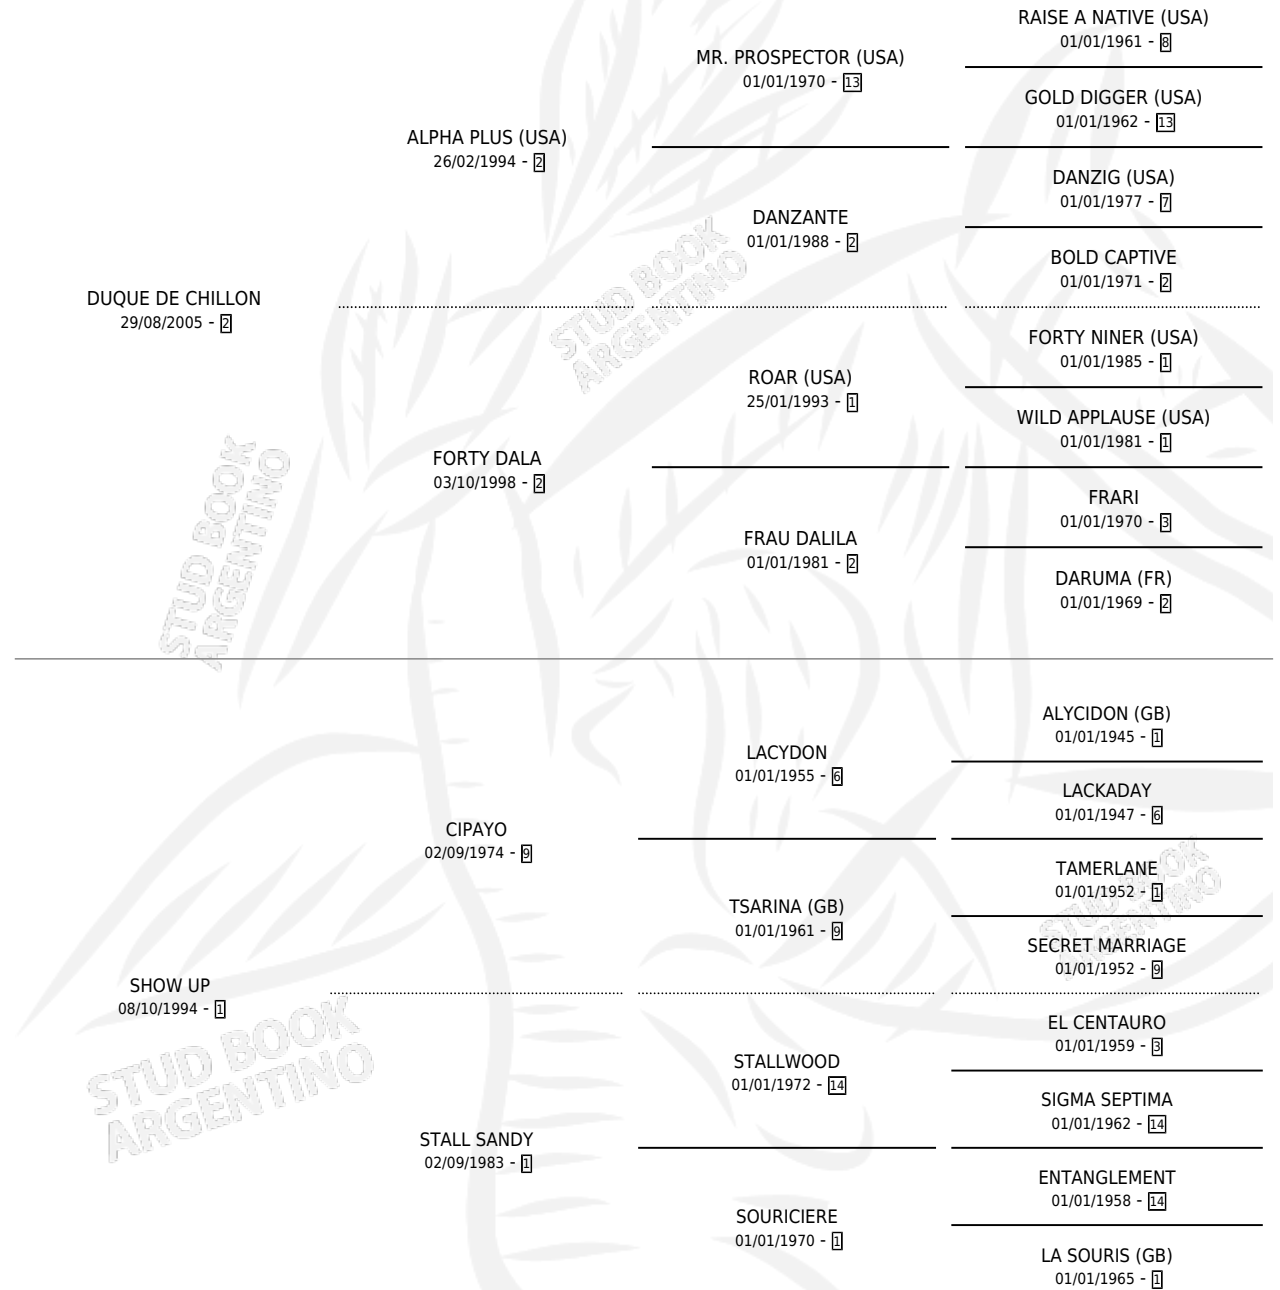 RAISE A NATIVE (USA)
01/01/1961 - 8
MR. PROSPECTOR (USA)
01/01/1970 - 13
GOLD DIGGER (USA)
01/01/1962 - 13
ALPHA PLUS (USA)
26/02/1994 - 2
DANZIG (USA)
01/01/1977 - 7
DANZANTE
01/01/1988 - 2
BOLD CAPTIVE
01/01/1971 - 2
DUQUE DE CHILLON
29/08/2005 - 2
FORTY NINER (USA)
01/01/1985 - 1
ROAR (USA)
25/01/1993 - 1
WILD APPLAUSE (USA)
01/01/1981 - 1
FORTY DALA
03/10/1998 - 2
FRARI
01/01/1970 - 3
FRAU DALILA
01/01/1981 - 2
DARUMA (FR)
01/01/1969 - 2
ALYCIDON (GB)
01/01/1945 - 1
LACYDON
01/01/1955 - 6
LACKADAY
01/01/1947 - 6
CIPAYO
02/09/1974 - 9
TAMERLANE
01/01/1952 - 1
TSARINA (GB)
01/01/1961 - 9
SECRET MARRIAGE
01/01/1952 - 9
SHOW UP
08/10/1994 - 1
EL CENTAURO
01/01/1959 - 3
STALLWOOD
01/01/1972 - 14
SIGMA SEPTIMA
01/01/1962 - 14
STALL SANDY
02/09/1983 - 1
ENTANGLEMENT
01/01/1958 - 14
SOURICIERE
01/01/1970 - 1
LA SOURIS (GB)
01/01/1965 - 1
STUD BOOK
ARGENTINO
STUD BOOK
ARGENTINO
STUD BOOK
ARGENTINO
STUD BOOK
ARGENTINO